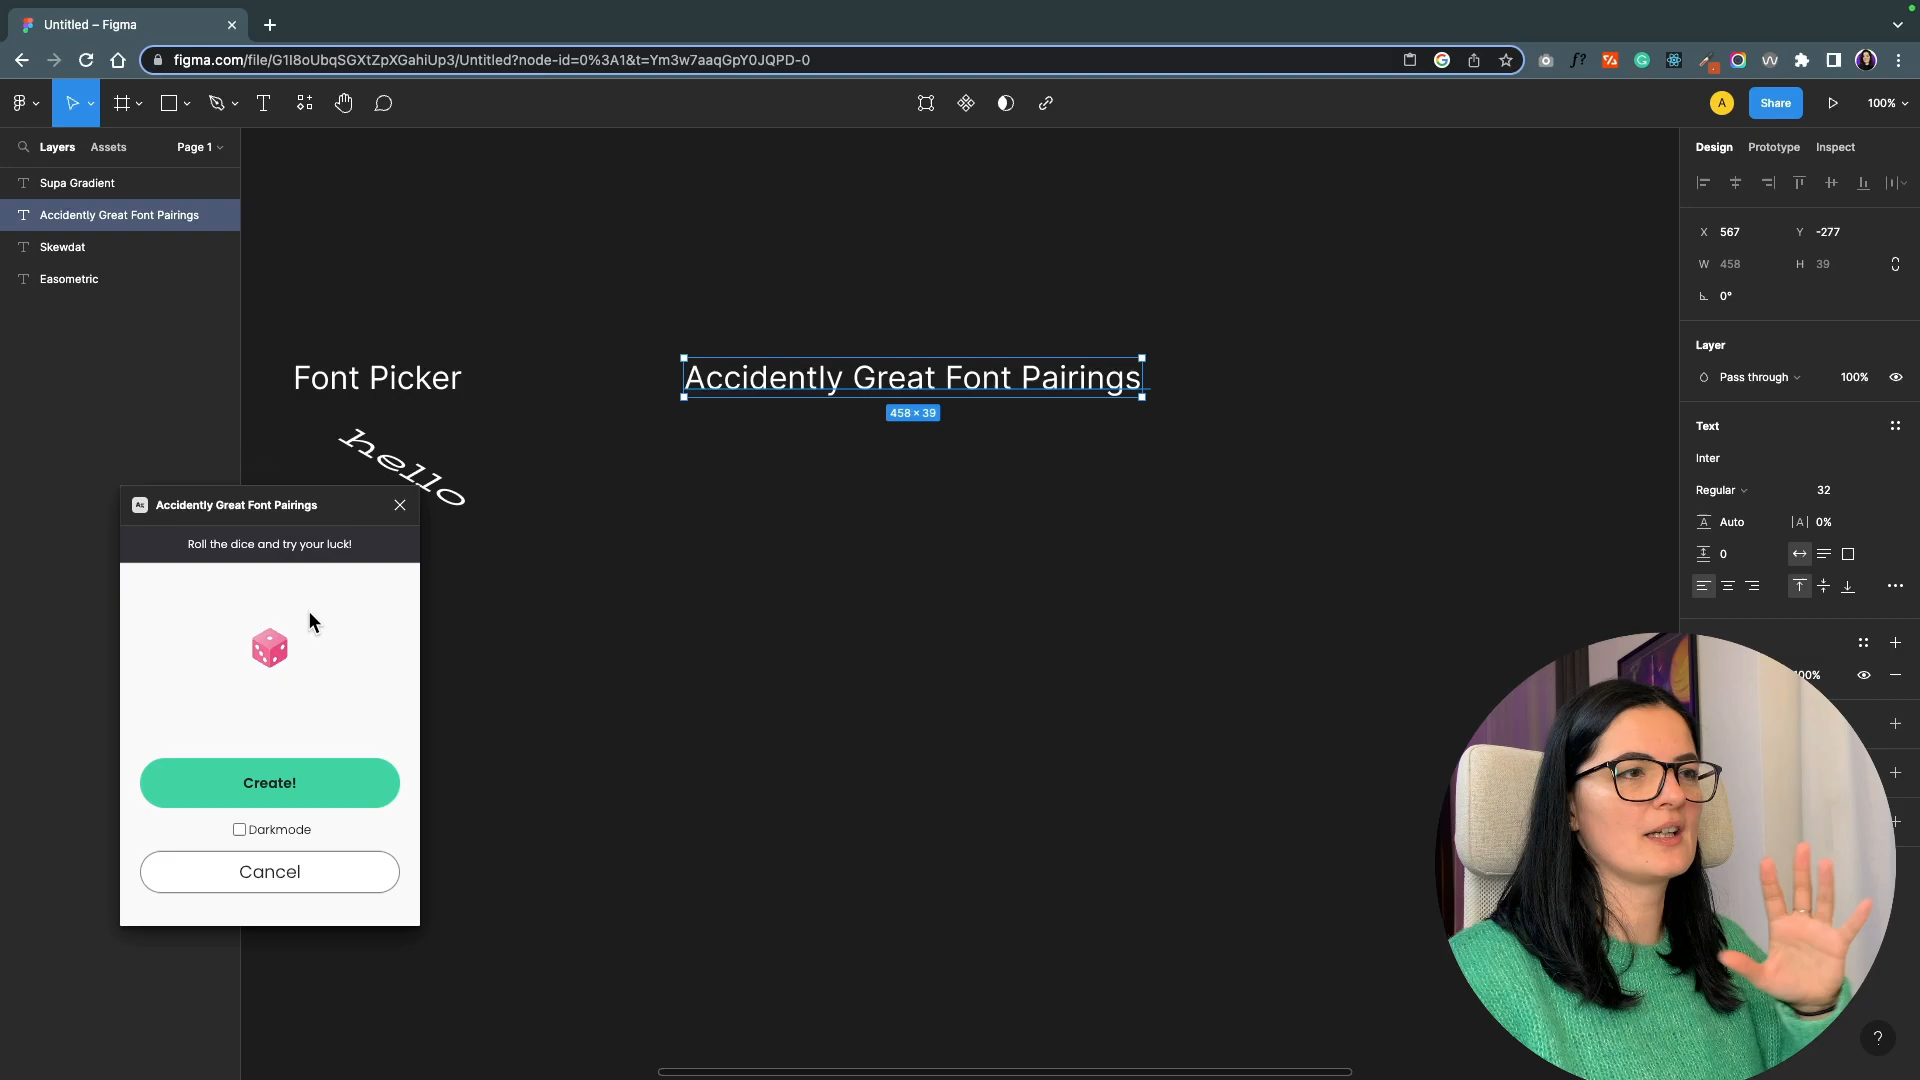 Untitled – Figma
figma.com/file/G1I8oUbqSGXtZpXGahiUp3/Untitled?node-id=0%3A1&t=Ym3w7aaqGpY0JQPD-0
A
Share
100%
Layers
Assets
Page 1
Supa Gradient
Accidently Great Font Pairings
Skewdat
Easometric
Font Picker
hello
Accidently Great Font Pairings
458 × 39
Accidently Great Font Pairings
Roll the dice and try your luck!
Create!
Darkmode
Cancel
Design
Prototype
Inspect
X 567
Y -277
W 458
H 39
0°
Layer
Pass through
100%
Text
Inter
Regular
32
Auto
|A| 0%
0
100%
?